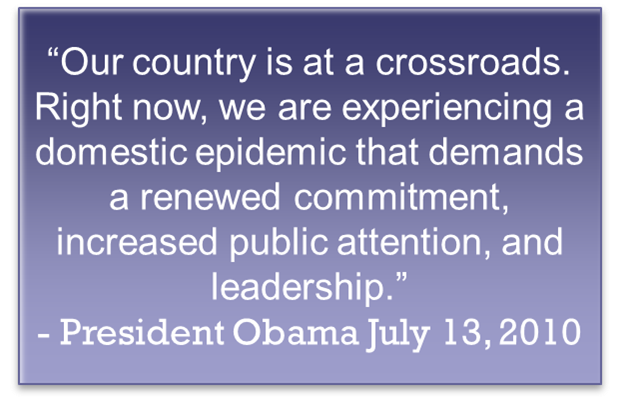 “Our country is at a crossroads.
Right now, we are experiencing a
domestic epidemic that demands
a renewed commitment,
increased public attention, and
leadership.”
- President Obama July 13, 2010